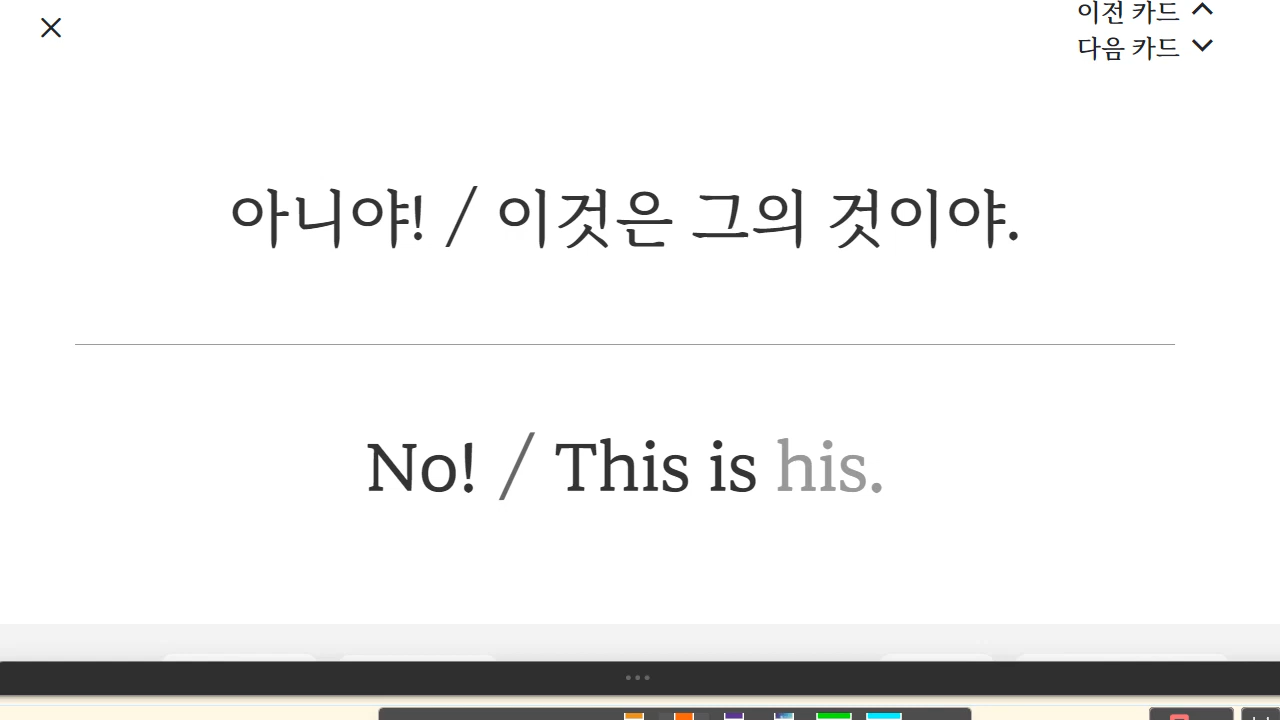 이전 카드
다음 카드
아니야! / 이것은 그의 것이야.
No! / This is his.